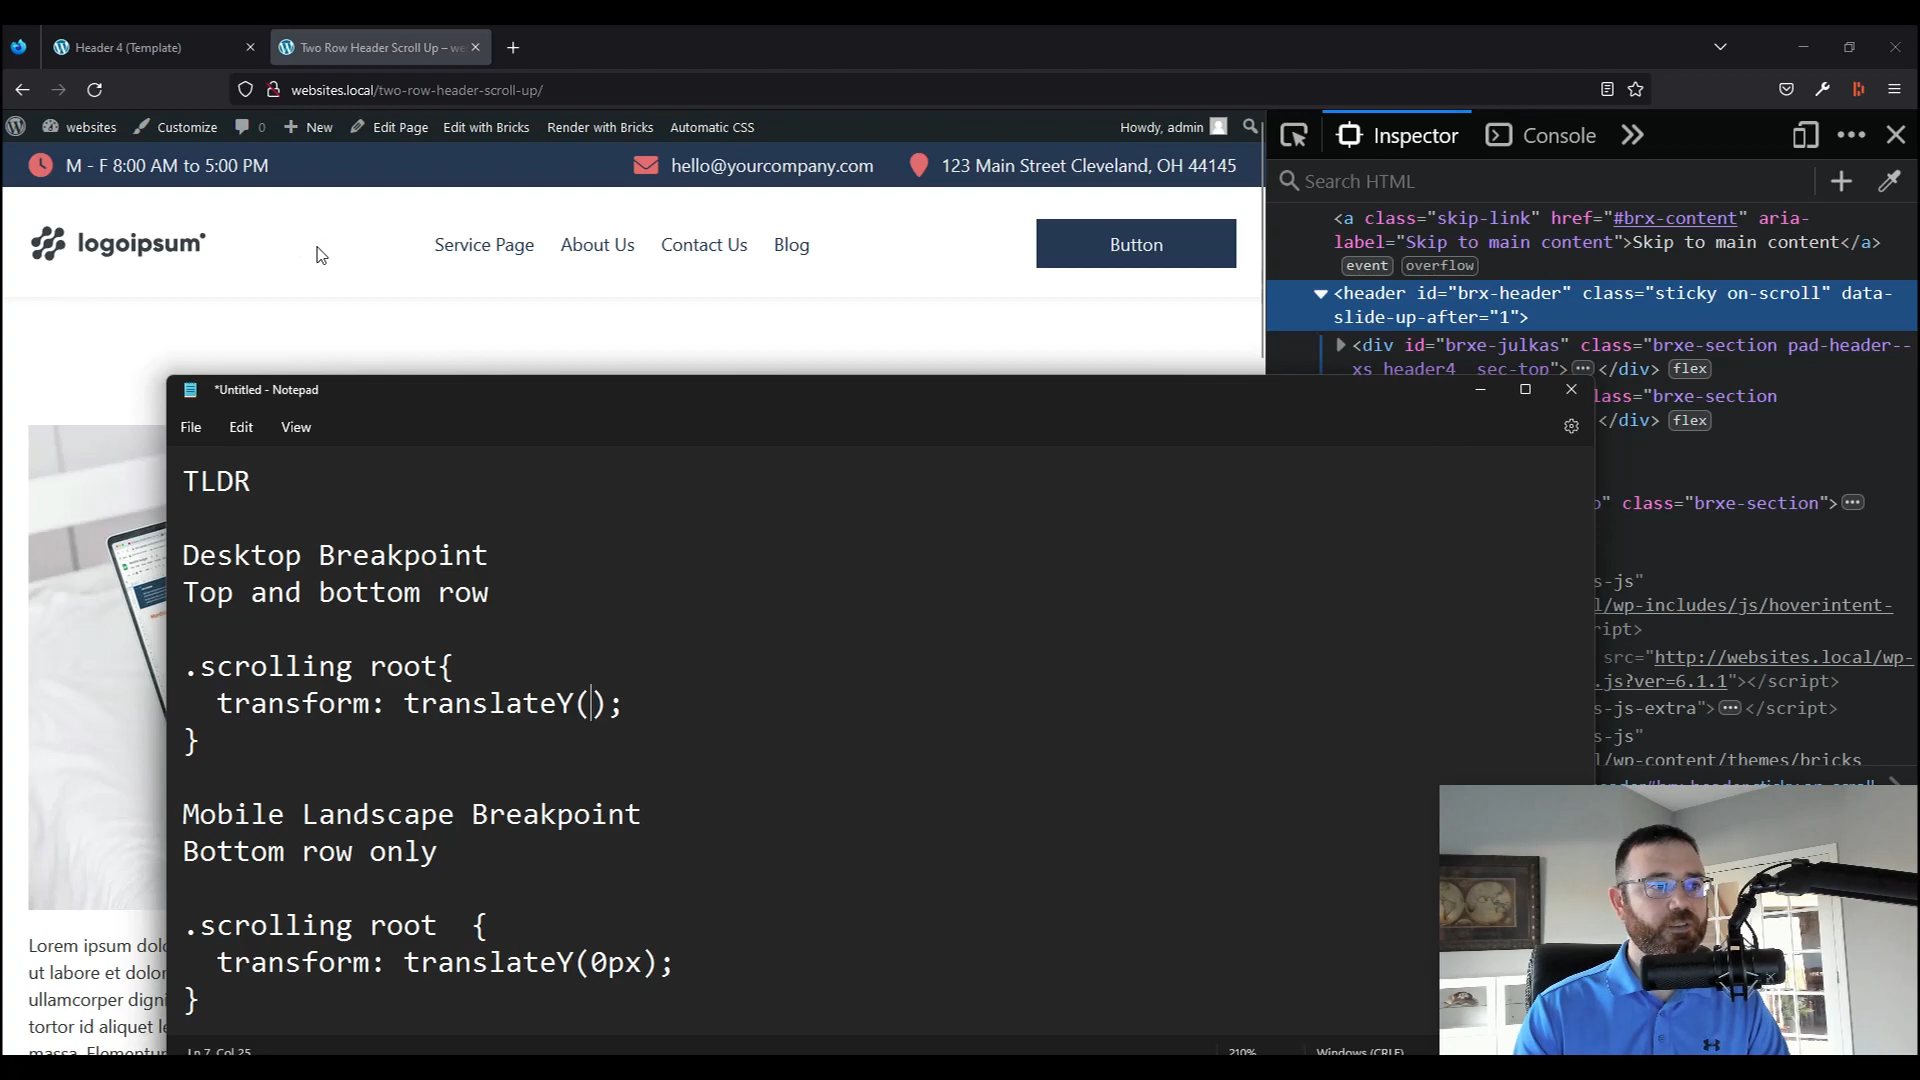 Header 4 (Template)
Two Row Header Scroll Up – we
websites.local/two-row-header-scroll-up/
websites
Customize
0
New
Edit Page
Edit with Bricks
Render with Bricks
Automatic CSS
Howdy, admin
M - F 8:00 AM to 5:00 PM
hello@yourcompany.com
123 Main Street Cleveland, OH 44145
logoipsum
Service Page
About Us
Contact Us
Blog
Button
Inspector
Console
Search HTML
<a class="skip-link" href="#brx-content" aria-
label="Skip to main content">Skip to main content</a>
event
overflow
<header id="brx-header" class="sticky on-scroll" data-
slide-up-after="1">
<div id="brxe-julkas" class="brxe-section pad-header--
xs header4__sec-top"> </div> flex
lass="brxe-section
</div> flex
" class="brxe-section">
s-js"
l/wp-includes/js/hoverintent-
ript>
src="http://websites.local/wp-
.js?ver=6.1.1"></script>
s-js-extra"> </script>
s-js"
l/wp-content/themes/bricks
*Untitled - Notepad
File
Edit
View
TLDR
Desktop Breakpoint
Top and bottom row
.scrolling root{
transform: translateY();
}
Mobile Landscape Breakpoint
Bottom row only
.scrolling root  {
transform: translateY(0px);
}
Ln 7, Col 25
210%
Windows (CRLF)
Lorem ipsum dolo
ut labore et dolor
ullamcorper digni
tortor id aliquet le
massa. Elementu